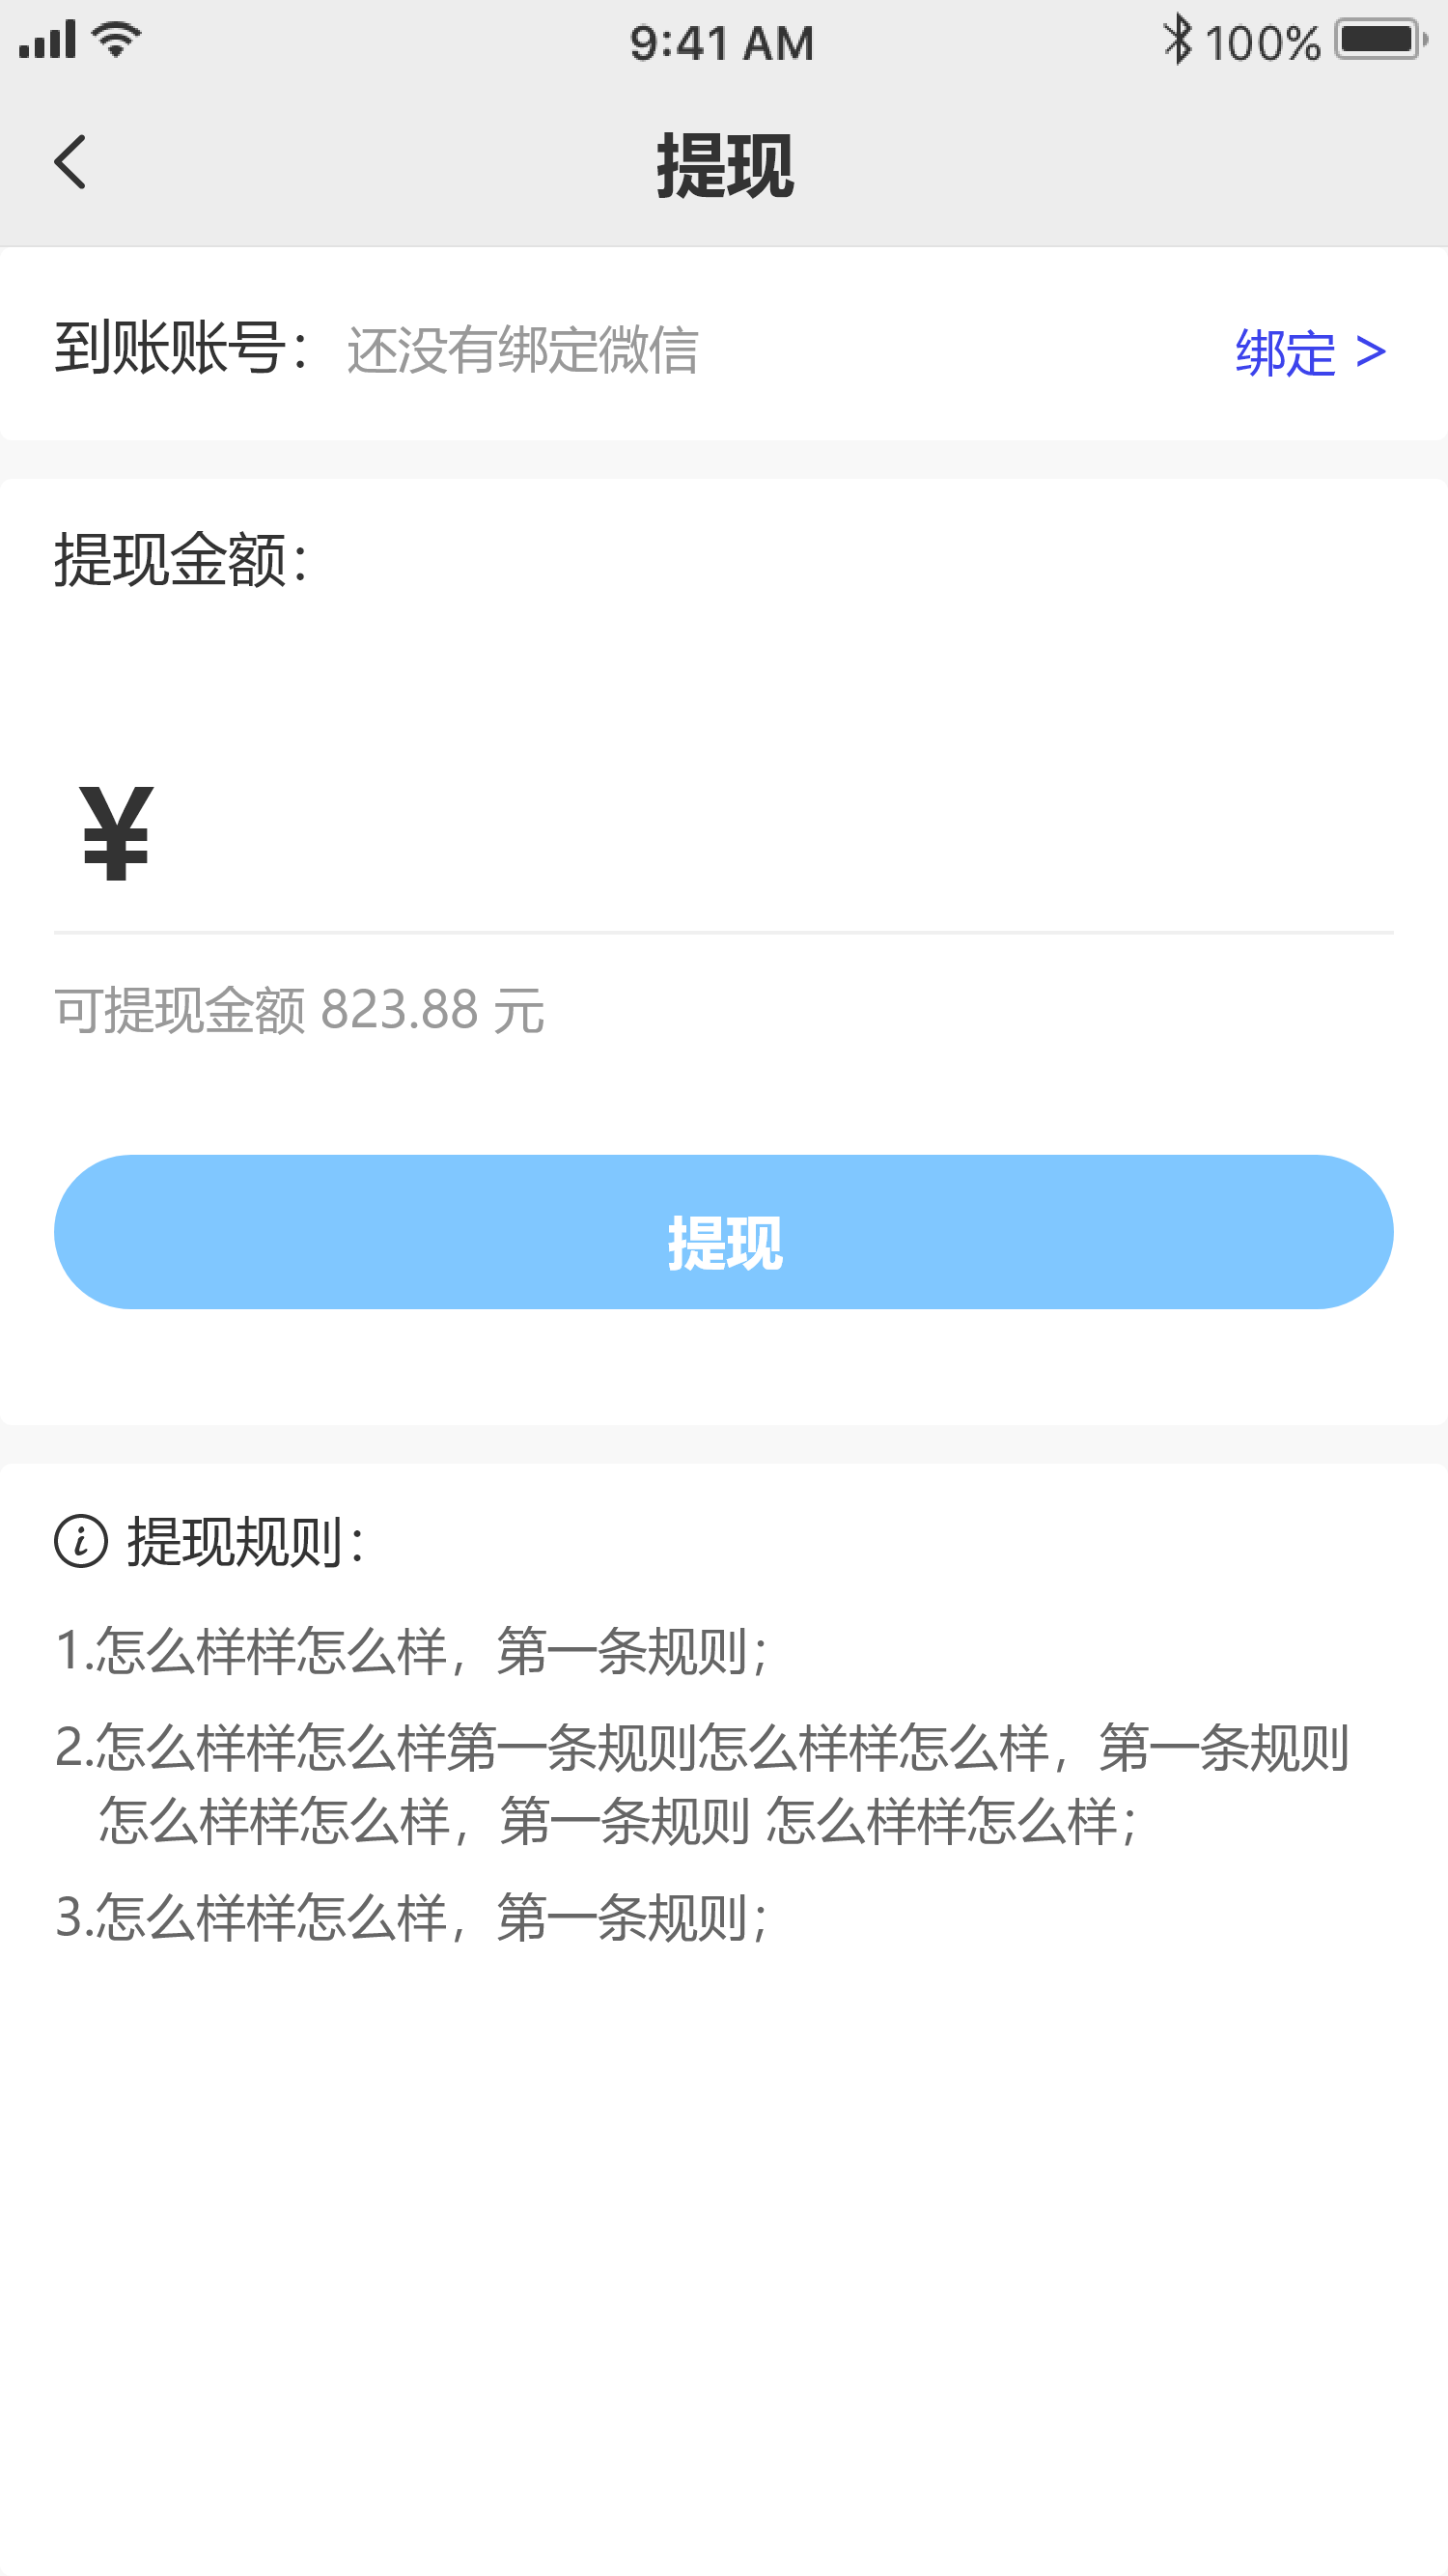 9:41 AM
100%
提现
到账账号：还没有绑定微信
绑定 >
提现金额：
¥
可提现金额 823.88 元
提现
i 提现规则：
1.怎么样样怎么样，第一条规则；
2.怎么样样怎么样第一条规则怎么样样怎么样，第一条规则
怎么样样怎么样，第一条规则 怎么样样怎么样；
3.怎么样样怎么样，第一条规则；